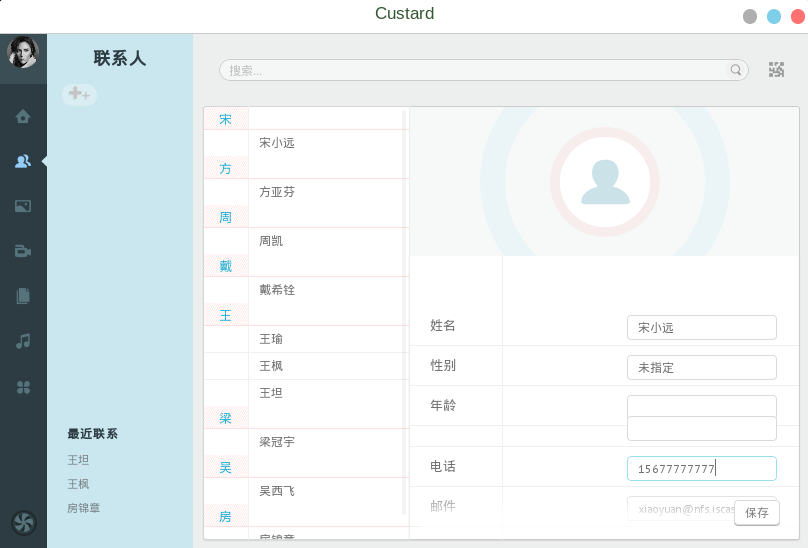 Custard
联系人
搜索...
宋
宋小远
方
方亚芬
周
周凯
戴
戴希铨
王
王瑜
王枫
王坦
梁
梁冠宇
吴
吴西飞
房
房锦章
姓名
宋小远
性别
未指定
年龄
电话
15677777777
邮件
xiaoyuan@nfs.iscas
保存
最近联系
王坦
王枫
房锦章